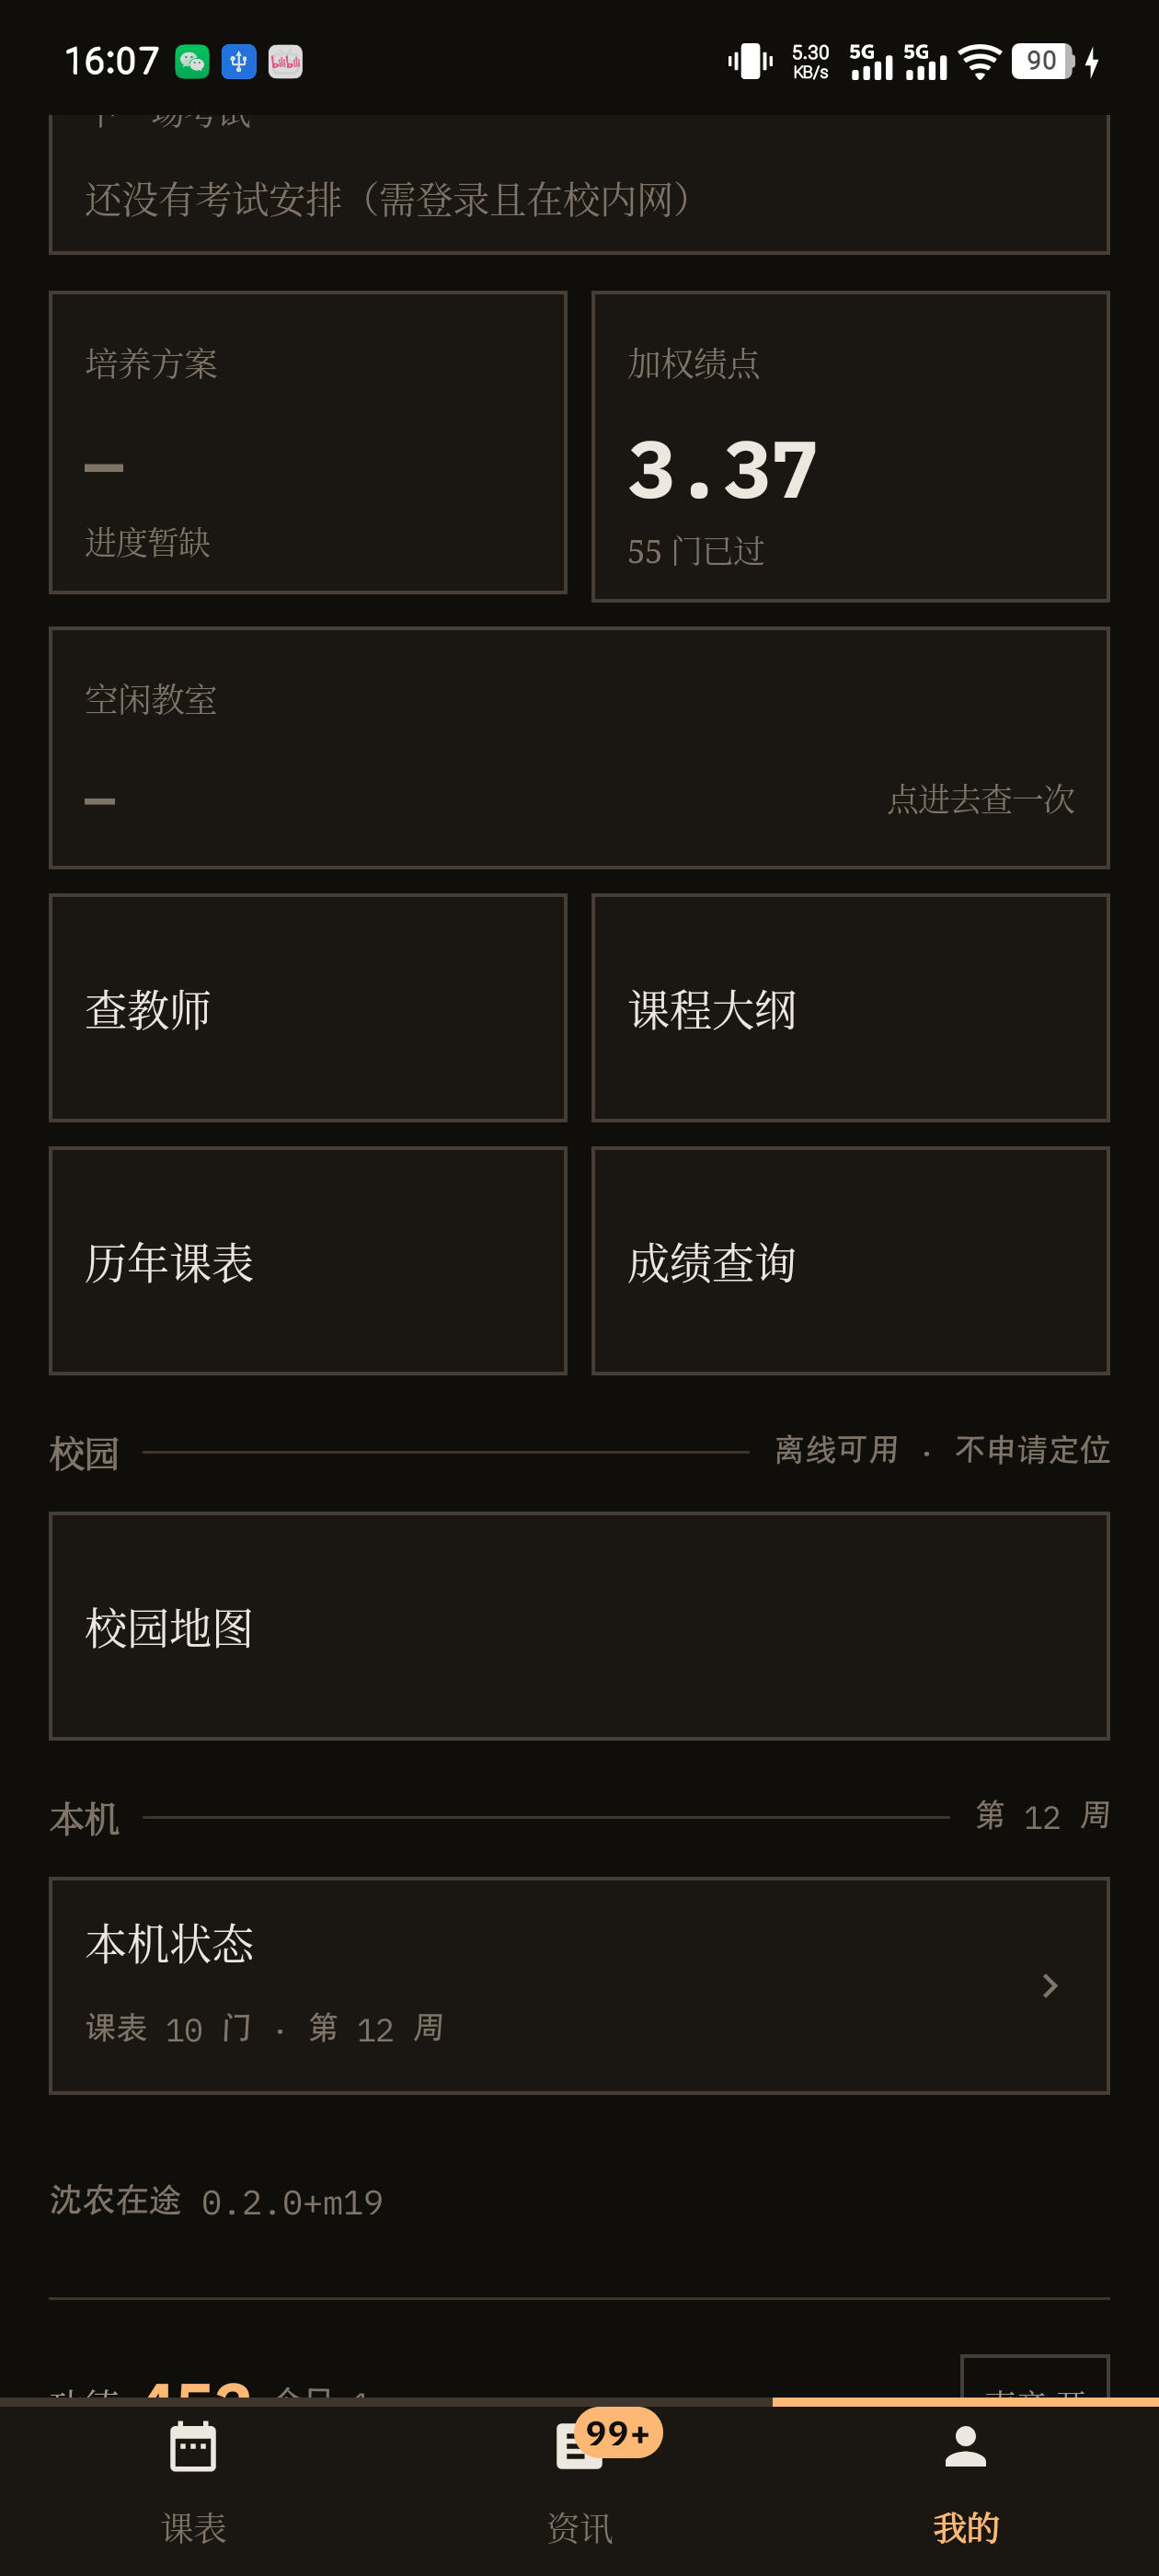 16:07
5.30 KB/s
5G 5G
90
还没有考试安排（需登录且在校内网）
培养方案
加权绩点
—
3.37
进度暂缺
55 门已过
空闲教室
—
点进去查一次
查教师
课程大纲
历年课表
成绩查询
校园
离线可用 · 不申请定位
校园地图
本机
第 12 周
本机状态
课表 10 门 · 第 12 周
沈农在途 0.2.0+m19
99+
课表
资讯
我的